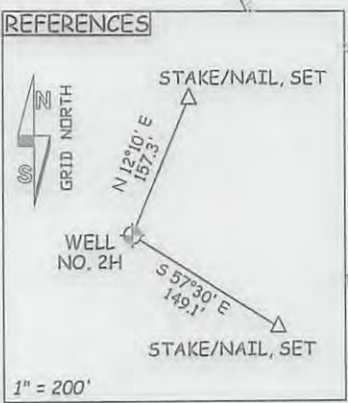 REFERENCES
STAKE/NAIL, SET
N
S
GRID NORTH
N 12°10' E
157.3'
WELL
NO. 2H
S 57°30' E
149.1'
STAKE/NAIL, SET
1" = 200'